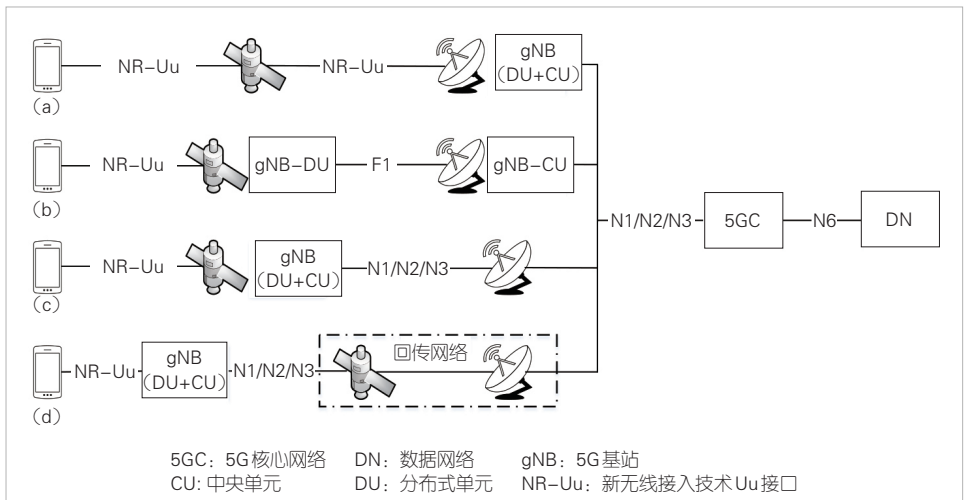 NR-Uu
NR-Uu
gNB
(DU+CU)
(a)
NR-Uu
gNB-DU
F1
gNB-CU
(b)
N1/N2/N3
5GC
N6
DN
NR-Uu
gNB
(DU+CU)
N1/N2/N3
(c)
回传网络
NR-Uu
gNB
(DU+CU)
N1/N2/N3
(d)
5GC：5G核心网络 DN：数据网络 gNB：5G基站
CU: 中央单元 DU：分布式单元 NR-Uu：新无线接入技术Uu接口